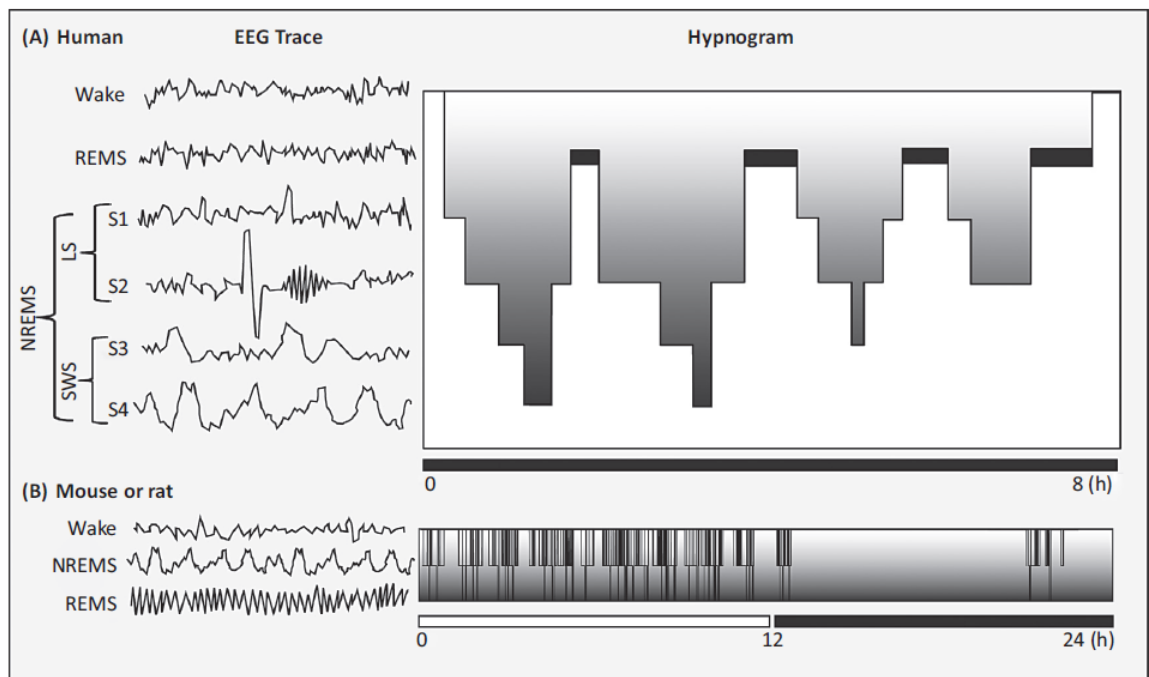 (A) Human EEG Trace Hypnogram
Wake
REMS
NREMS
LS
S1
S2
SWS
S3
S4
0 8 (h)
(B) Mouse or rat
Wake
NREMS
REMS
0 12 24 (h)